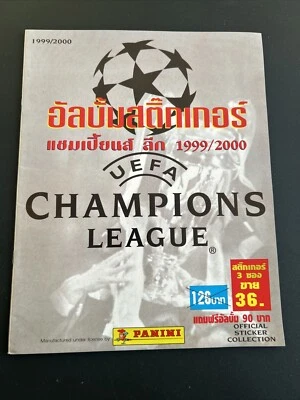 1999/2000
อัลบั้มสติ๊กเกอร์
แชมเปี้ยนส์ ลีก 1999/2000
UEFA
CHAMPIONS
LEAGUE®
สติ๊กเกอร์
3 ซอง
ขาย
36.
126บาท
แถมฟรีอัลบั้ม 90 บาท
Manufactured under licence by
PANINI
OFFICIAL
STICKER
COLLECTION